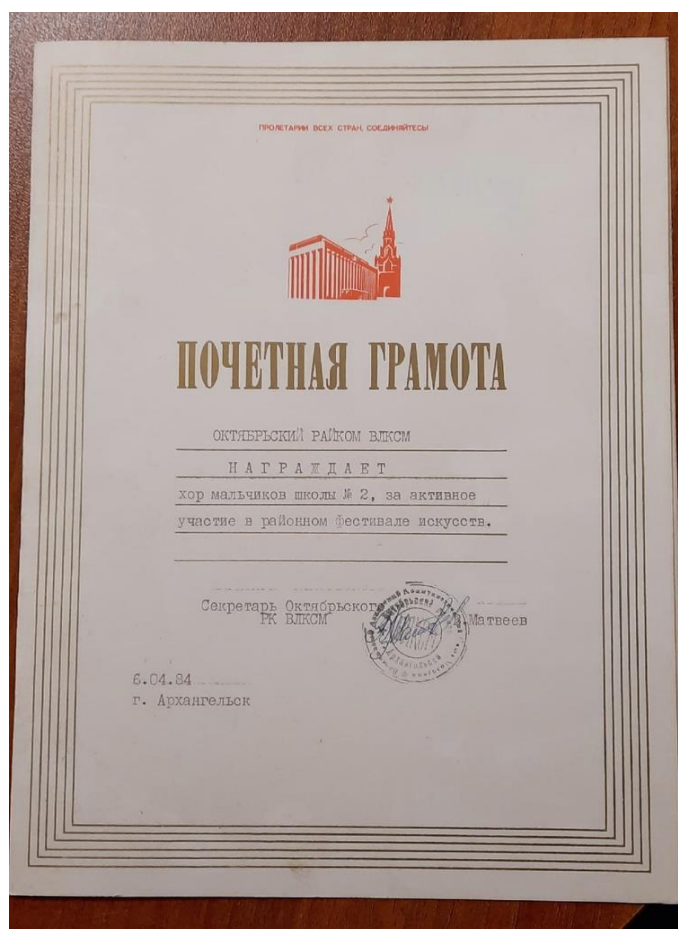 ПРОЛЕТАРИИ ВСЕХ СТРАН, СОЕДИНЯЙТЕСЬ!
ПОЧЕТНАЯ ГРАМОТА
ОКТЯБРЬСКИЙ РАЙКОМ ВЛКСМ
НАГРАЖДАЕТ
хор мальчиков школы № 2, за активное
участие в районном фестивале искусств.
Секретарь Октябрьского
РК ВЛКСМ Матвеев
6.04.84
г. Архангельск